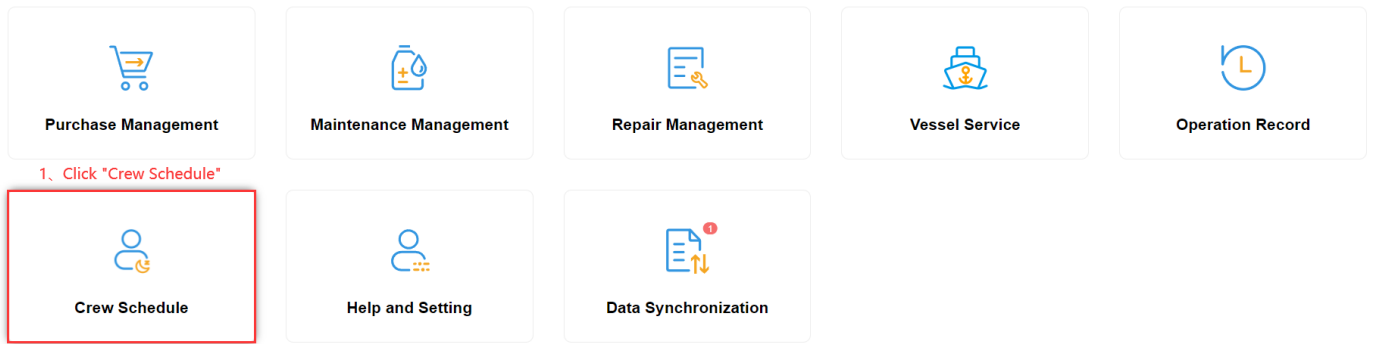 Purchase Management
Maintenance Management
Repair Management
Vessel Service
Operation Record
1、Click "Crew Schedule"
1
Crew Schedule
Help and Setting
Data Synchronization